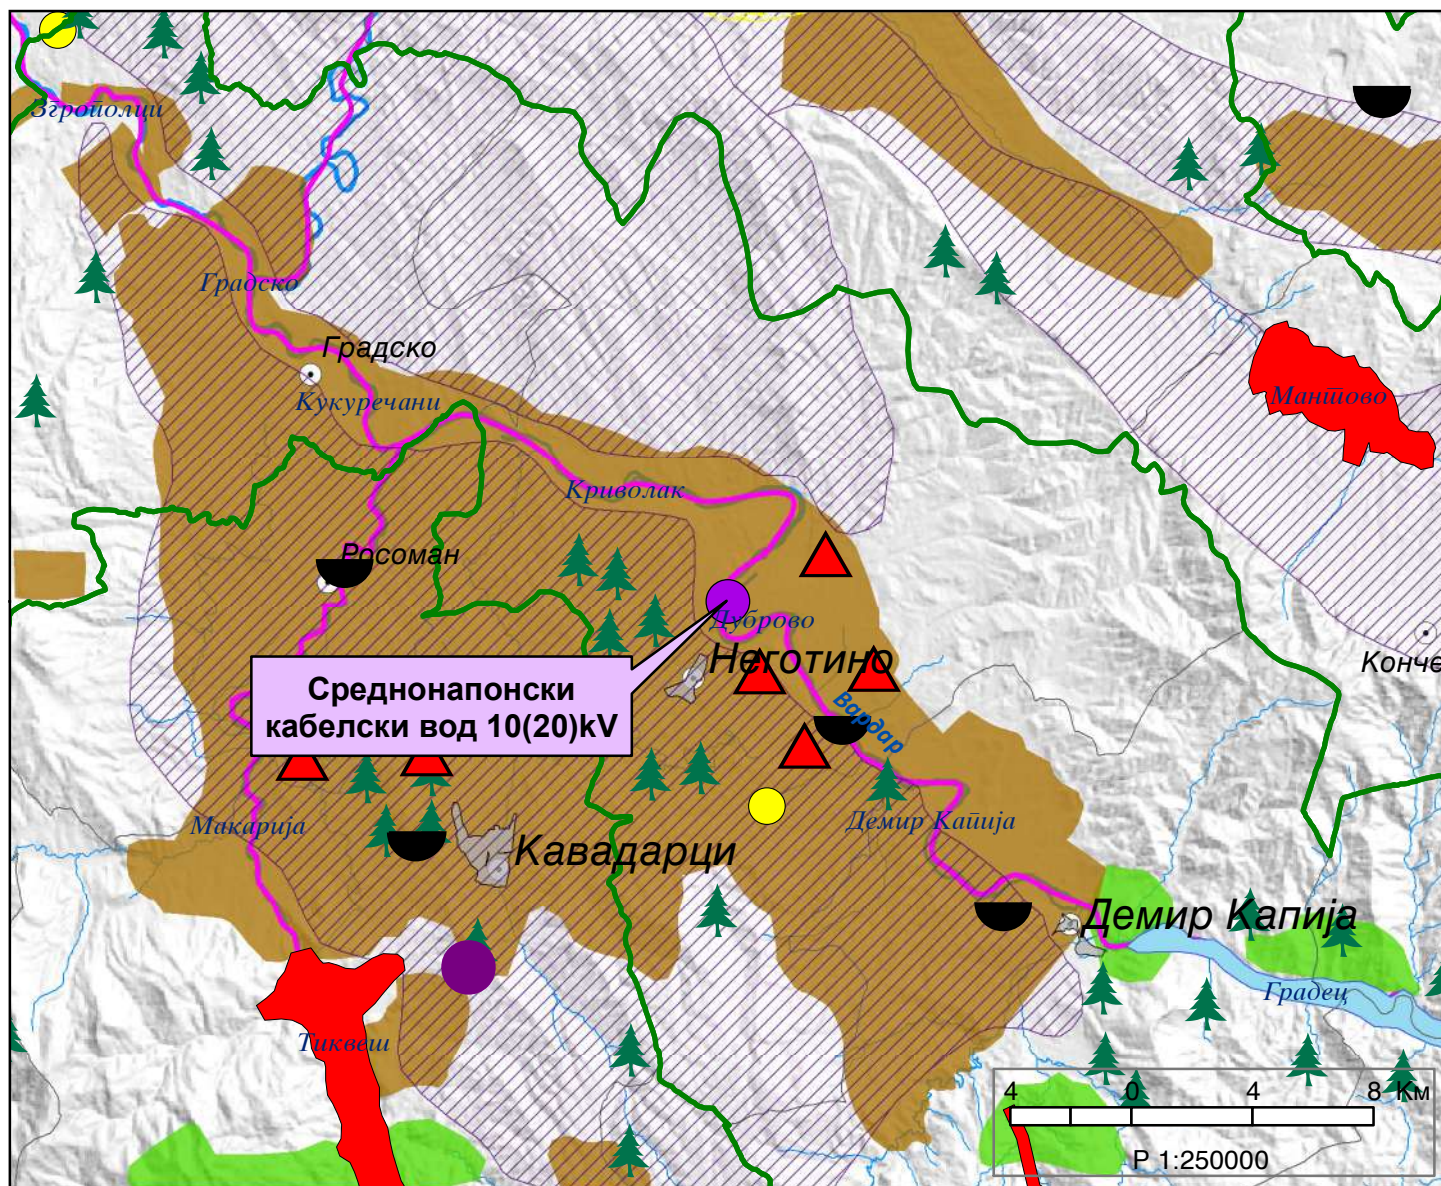 Згрополци
Градско
Градско
Кукуречани
Мантово
Криволак
Росоман
Дуброво
Неготино
Конче
Среднонапонски
кабелски вод 10(20)kV
Вардар
Макарија
Демир Капија
Кавадарци
Демир Капија
Градец
Тиквеш
4 0 4 8 Км
Р 1:250000